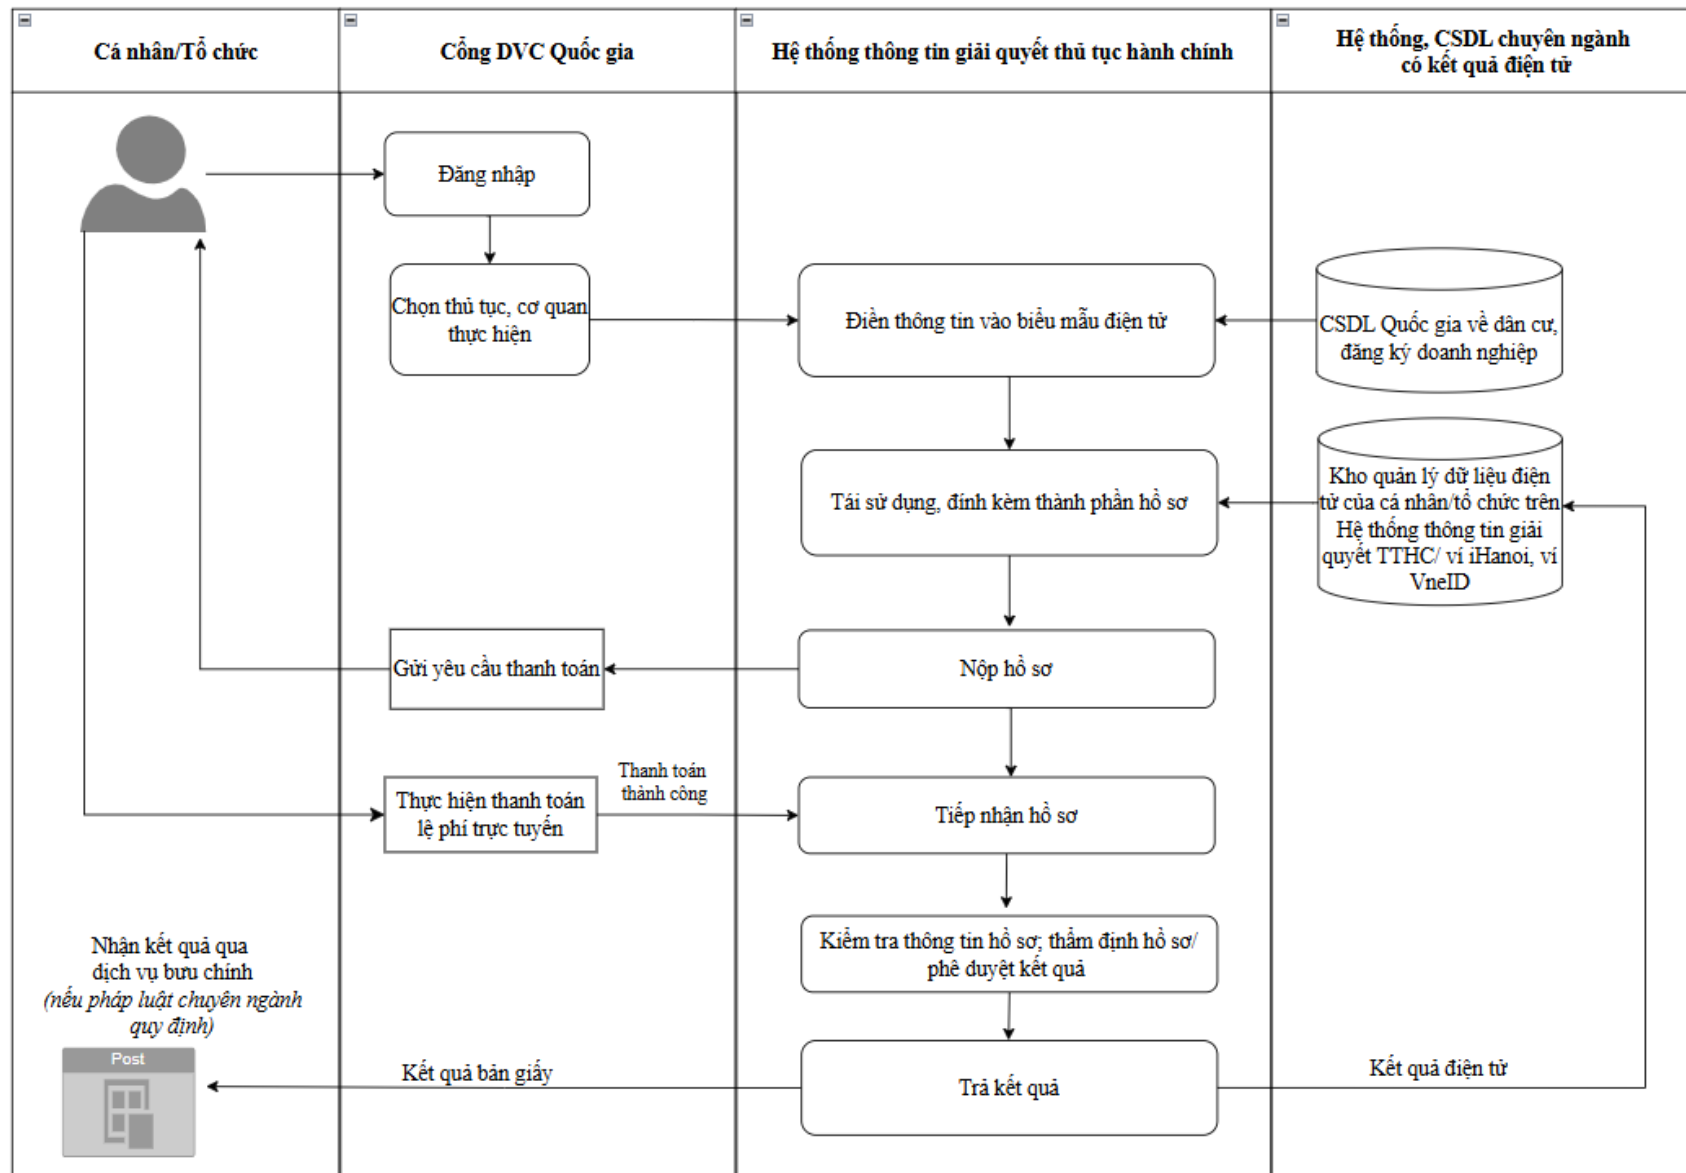 Cá nhân/Tổ chức
Cổng DVC Quốc gia
Hệ thống thông tin giải quyết thủ tục hành chính
Hệ thống, CSDL chuyên ngành
có kết quả điện tử
Đăng nhập
Chọn thủ tục, cơ quan
thực hiện
Điền thông tin vào biểu mẫu điện tử
CSDL Quốc gia về dân cư,
đăng ký doanh nghiệp
Tái sử dụng, đính kèm thành phần hồ sơ
Kho quản lý dữ liệu điện
tử của cá nhân/tổ chức trên
Hệ thống thông tin giải
quyết TTHC/ ví iHanoi, ví
VneID
Gửi yêu cầu thanh toán
Nộp hồ sơ
Thực hiện thanh toán
lệ phí trực tuyến
Thanh toán
thành công
Tiếp nhận hồ sơ
Kiểm tra thông tin hồ sơ; thẩm định hồ sơ/
phê duyệt kết quả
Nhận kết quả qua
dịch vụ bưu chính
(nếu pháp luật chuyên ngành
quy định)
Post
Kết quả bản giấy
Trả kết quả
Kết quả điện tử